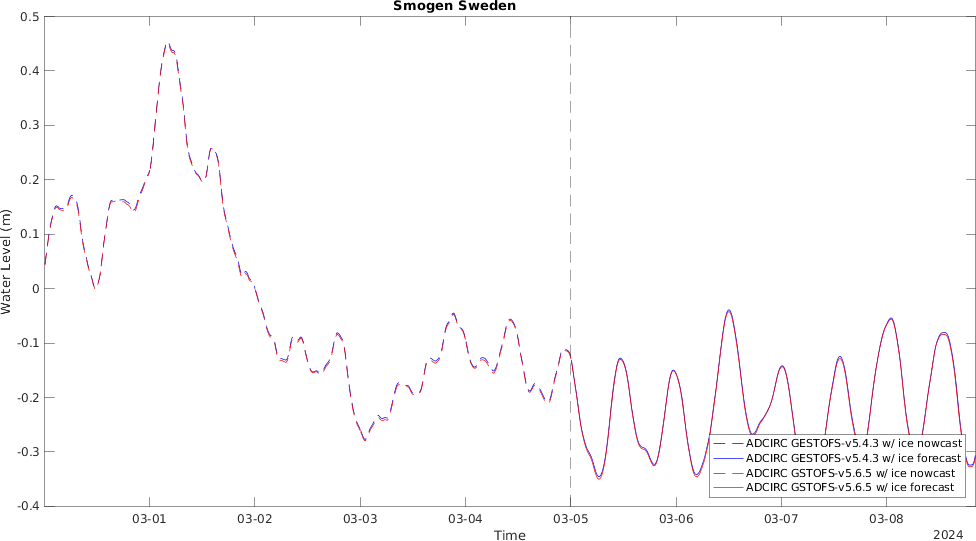 Smogen Sweden
Water Level (m)
0.5
0.4
0.3
0.2
0.1
0
-0.1
-0.2
-0.3
-0.4
03-01 03-02 03-03 03-04 03-05 03-06 03-07 03-08
Time
2024
ADCIRC GESTOFS-v5.4.3 w/ ice nowcast
ADCIRC GESTOFS-v5.4.3 w/ ice forecast
ADCIRC GSTOFS-v5.6.5 w/ ice nowcast
ADCIRC GSTOFS-v5.6.5 w/ ice forecast